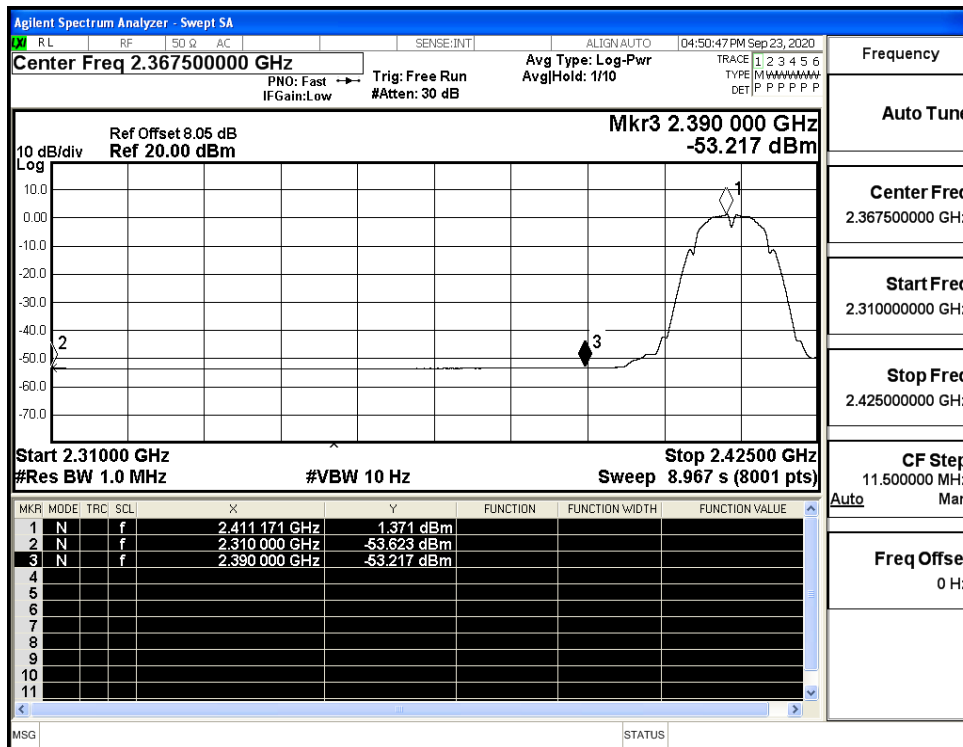 Agilent Spectrum Analyzer - Swept SA
LXI RL RF 50 Ω AC SENSE:INT ALIGN AUTO 04:50:47 PM Sep 23, 2020
Center Freq 2.367500000 GHz
PNO: Fast
IFGain:Low
Trig: Free Run
#Atten: 30 dB
Avg Type: Log-Pwr
Avg|Hold: 1/10
TRACE 1 2 3 4 5 6
TYPE M W W W W W
DET P P P P P P
Frequency
Auto Tune
Center Freq
2.367500000 GHz
Start Freq
2.310000000 GHz
Stop Freq
2.425000000 GHz
CF Step
11.500000 MHz
Auto Man
Freq Offset
0 Hz
Mkr3 2.390 000 GHz
-53.217 dBm
Ref Offset 8.05 dB
10 dB/div Ref 20.00 dBm
Log
10.0
0.00
-10.0
-20.0
-30.0
-40.0
-50.0
-60.0
-70.0
1
2
3
Start 2.31000 GHz Stop 2.42500 GHz
#Res BW 1.0 MHz #VBW 10 Hz Sweep 8.967 s (8001 pts)
MKR MODE TRC SCL X Y FUNCTION FUNCTION WIDTH FUNCTION VALUE
1 N f 2.411 171 GHz 1.371 dBm
2 N f 2.310 000 GHz -53.623 dBm
3 N f 2.390 000 GHz -53.217 dBm
4
5
6
7
8
9
10
11
MSG STATUS